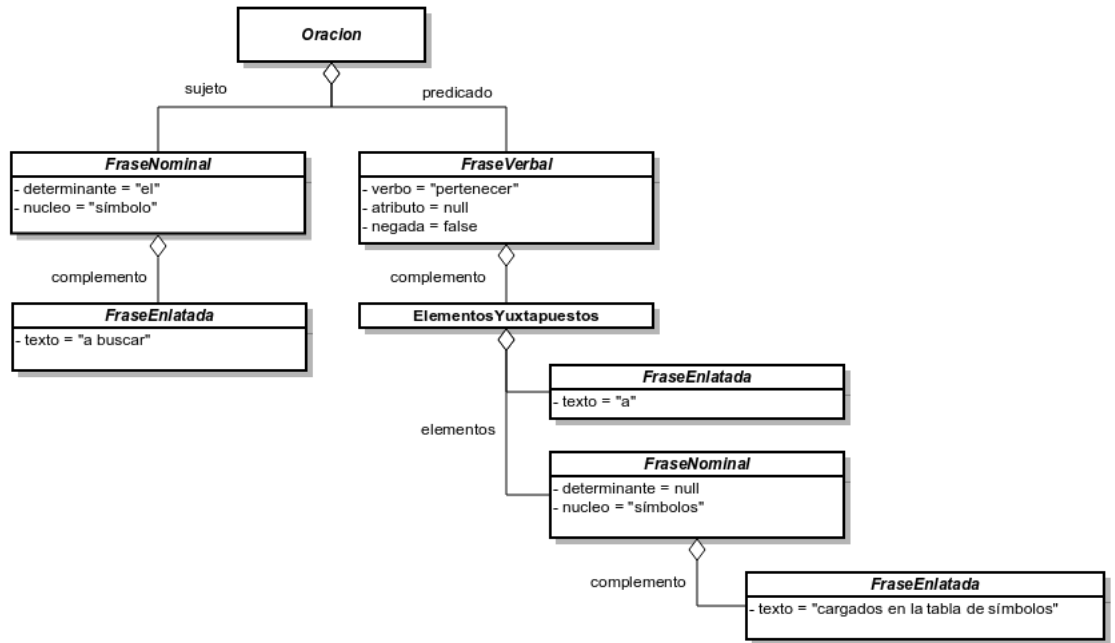 Oracion
sujeto
predicado
FraseNominal
- determinante = "el"
- nucleo = "símbolo"
FraseVerbal
- verbo = "pertenecer"
- atributo = null
- negada = false
complemento
complemento
FraseEnlatada
- texto = "a buscar"
ElementosYuxtapuestos
FraseEnlatada
- texto = "a"
elementos
FraseNominal
- determinante = null
- nucleo = "símbolos"
complemento
FraseEnlatada
- texto = "cargados en la tabla de símbolos"